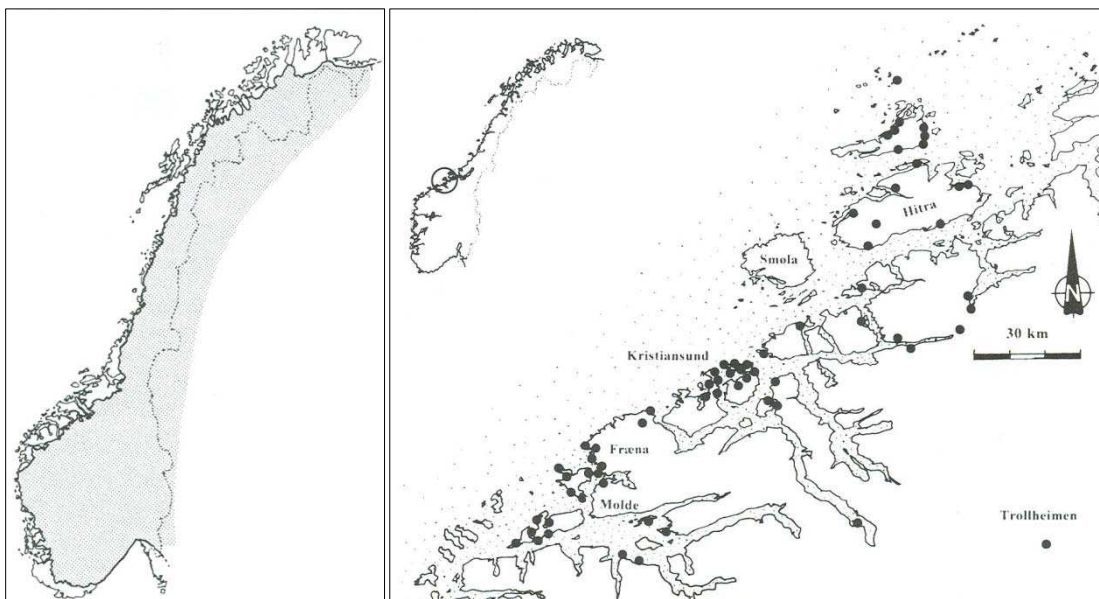 Hitra
Smøla
N
30 km
Kristiansund
Fræna
Molde
Trollheimen